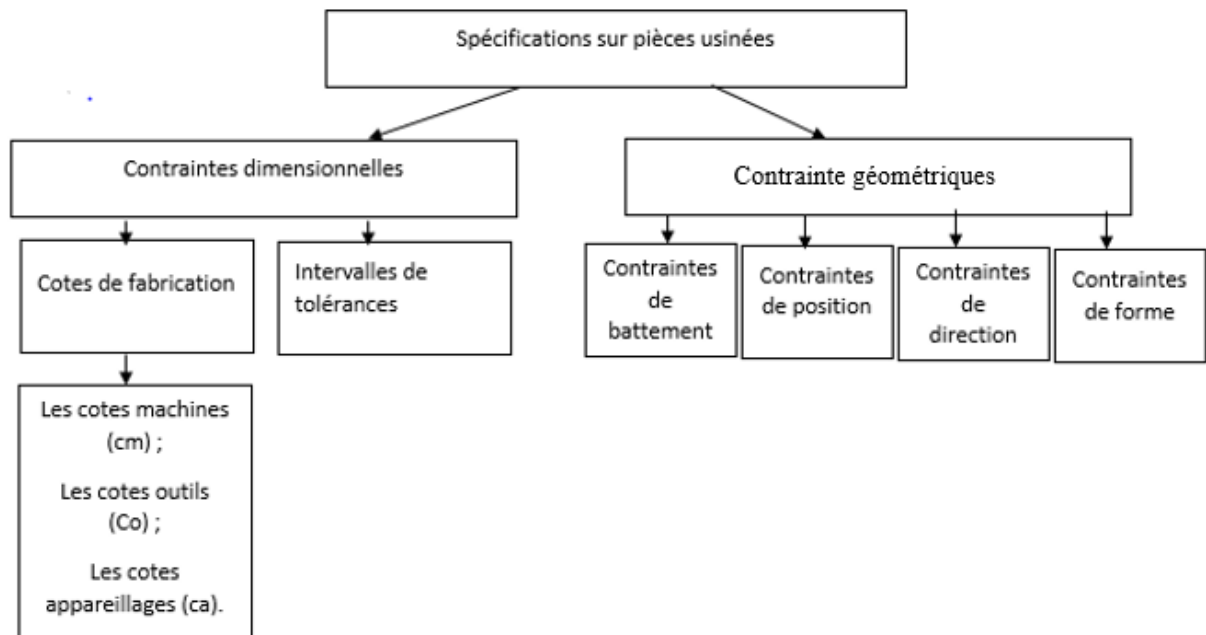 Spécifications sur pièces usinées
Contraintes dimensionnelles
Contrainte géométriques
Cotes de fabrication
Intervalles de
tolérances
Contraintes
de
battement
Contraintes
de position
Contraintes
de
direction
Contraintes
de forme
Les cotes machines
(cm) ;
Les cotes outils
(Co) ;
Les cotes
appareillages (ca).